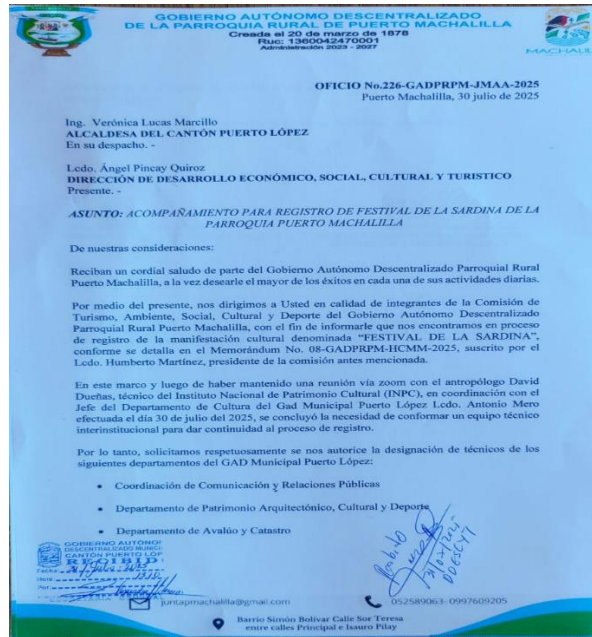 GOBIERNO AUTÓNOMO DESCENTRALIZADO
DE LA PARROQUIA RURAL DE PUERTO MACHALILLA
Creada el 20 de marzo de 1878
Ruc: 1360042470001
Administración 2023 - 2027
MACHALILLA
OFICIO No.226-GADPRPM-JMAA-2025
Puerto Machalilla, 30 julio de 2025
Ing. Verónica Lucas Marcillo
ALCALDESA DEL CANTÓN PUERTO LÓPEZ
En su despacho. -
Lcdo. Ángel Pincay Quiroz
DIRECCIÓN DE DESARROLLO ECONÓMICO, SOCIAL, CULTURAL Y TURISTICO
Presente. -
ASUNTO: ACOMPAÑAMIENTO PARA REGISTRO DE FESTIVAL DE LA SARDINA DE LA
PARROQUIA PUERTO MACHALILLA
De nuestras consideraciones:
Reciban un cordial saludo de parte del Gobierno Autónomo Descentralizado Parroquial Rural
Puerto Machalilla, a la vez desearle el mayor de los éxitos en cada una de sus actividades diarias.
Por medio del presente, nos dirigimos a Usted en calidad de integrantes de la Comisión de
Turismo, Ambiente, Social, Cultural y Deporte del Gobierno Autónomo Descentralizado
Parroquial Rural Puerto Machalilla, con el fin de informarle que nos encontramos en proceso
de registro de la manifestación cultural denominada “FESTIVAL DE LA SARDINA”,
conforme se detalla en el Memorándum No. 08-GADPRPM-HCMM-2025, suscrito por el
Lcdo. Humberto Martínez, presidente de la comisión antes mencionada.
En este marco y luego de haber mantenido una reunión vía zoom con el antropólogo David
Dueñas, técnico del Instituto Nacional de Patrimonio Cultural (INPC), en coordinación con el
Jefe del Departamento de Cultura del Gad Municipal Puerto López Lcdo. Antonio Mero
efectuada el día 30 de julio del 2025, se concluyó la necesidad de conformar un equipo técnico
interinstitucional para dar continuidad al proceso de registro.
Por lo tanto, solicitamos respetuosamente se nos autorice la designación de técnicos de los
siguientes departamentos del GAD Municipal Puerto López:
• Coordinación de Comunicación y Relaciones Públicas
• Departamento de Patrimonio Arquitectónico, Cultural y Deporte
• Departamento de Avalúo y Catastro
GOBIERNO AUTÓNOMO
DESCENTRALIZADO MUNICI
CANTÓN PUERTO LÓP
RECIBID
Recibido
31/07/2025
juntaprmachalilla@gmail.com
052589063- 0997609205
Barrio Simón Bolívar Calle Sor Teresa
entre calles Principal e Isauro Pilay